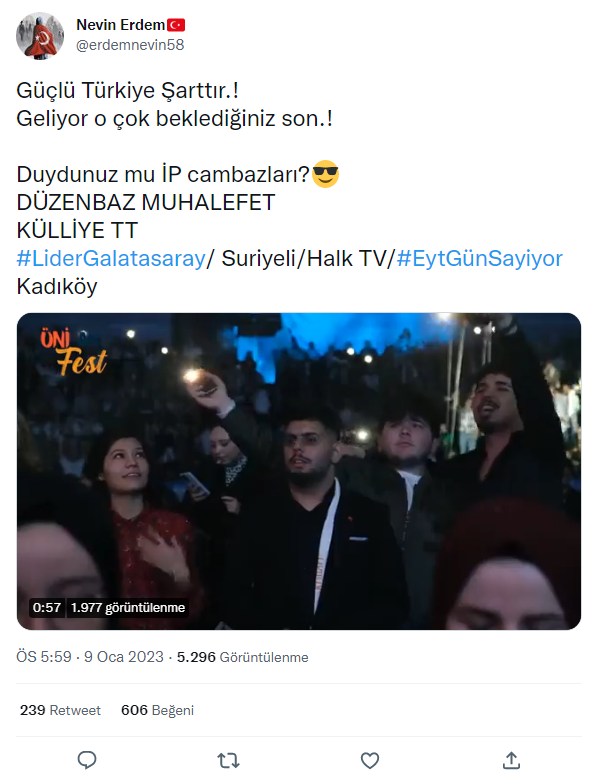 Nevin Erdem🇹🇷
@erdemnevin58
Güçlü Türkiye Şarttır.!
Geliyor o çok beklediğiniz son.!
Duydunuz mu İP cambazları?😎
DÜZENBAZ MUHALEFET
KÜLLİYE TT
#LiderGalatasaray/ Suriyeli/Halk TV/#EytGünSayiyor
Kadıköy
ÜNİ
Fest
0:57 1.977 görüntülenme
ÖS 5:59 · 9 Oca 2023 · 5.296 Görüntülenme
239 Retweet 606 Beğeni